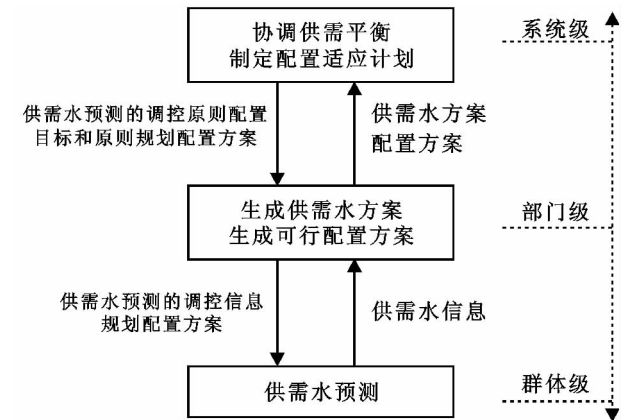 协调供需平衡
制定配置适应计划
系统级
供需水预测的调控原则配置
目标和原则规划配置方案
供需水方案
配置方案
生成供需水方案
生成可行配置方案
部门级
供需水预测的调控信息
规划配置方案
供需水信息
供需水预测
群体级